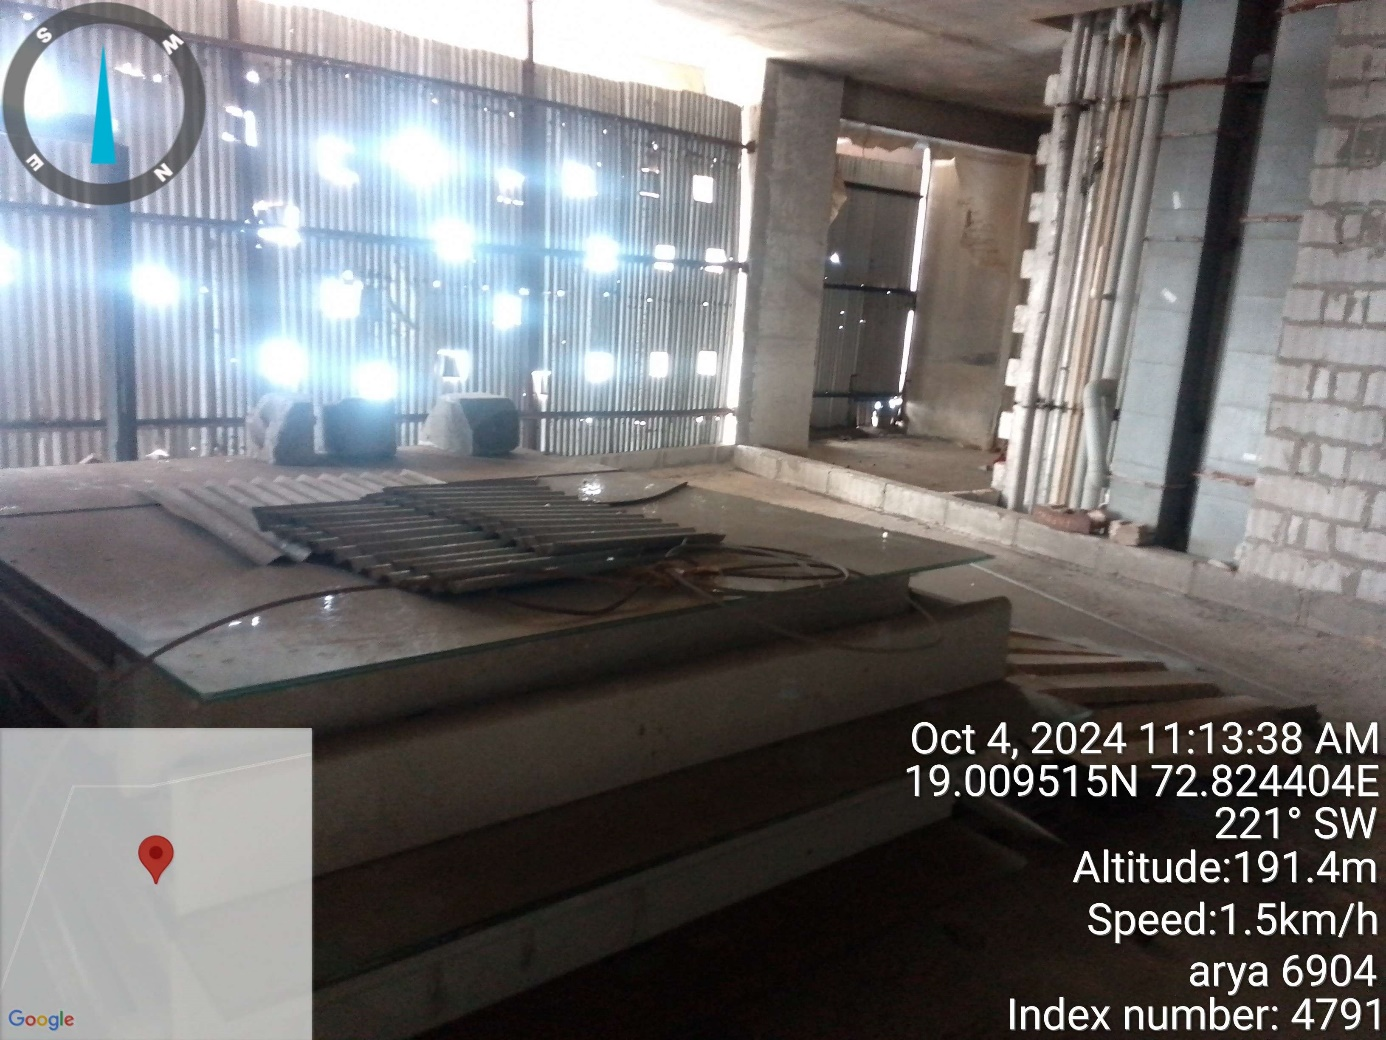 S
W
E
N
Oct 4, 2024 11:13:38 AM
19.009515N 72.824404E
221° SW
Altitude:191.4m
Speed:1.5km/h
arya 6904
Index number: 4791
Google